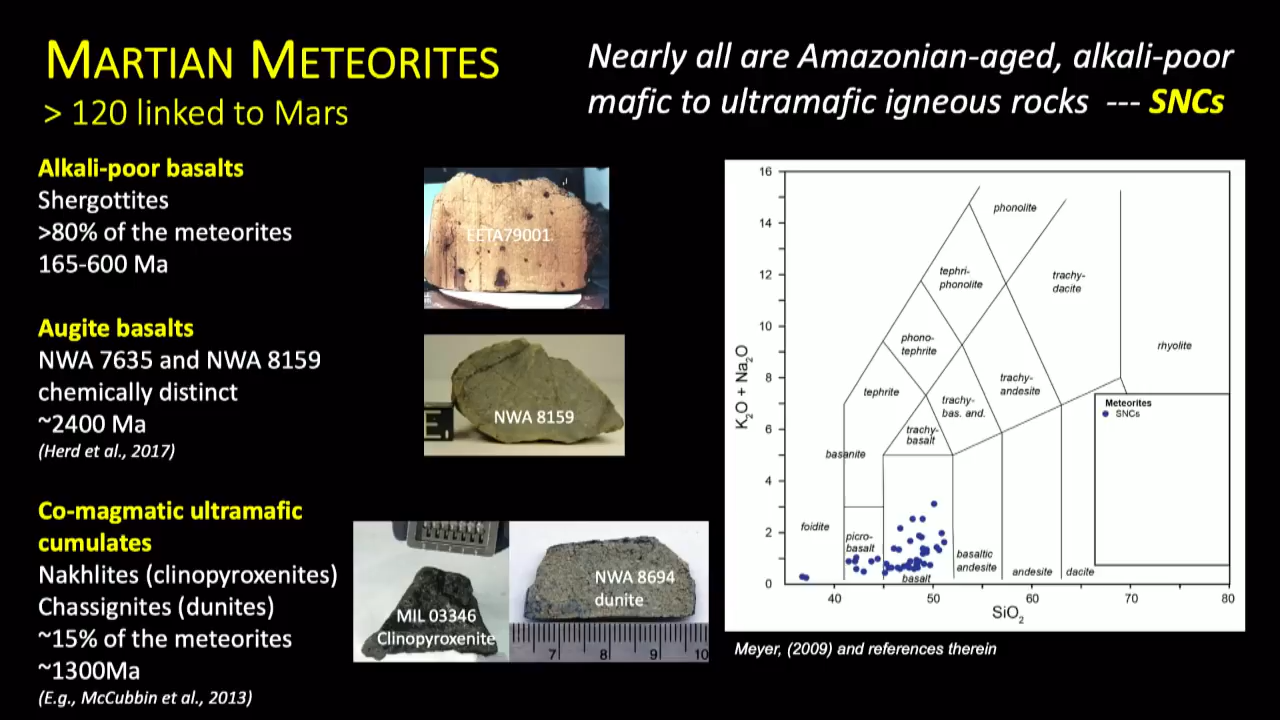 MARTIAN METEORITES
> 120 linked to Mars
Nearly all are Amazonian-aged, alkali-poor
mafic to ultramafic igneous rocks --- SNCs
Alkali-poor basalts
Shergottites
>80% of the meteorites
165-600 Ma
Augite basalts
NWA 7635 and NWA 8159
chemically distinct
~2400 Ma
(Herd et al., 2017)
Co-magmatic ultramafic
cumulates
Nakhlites (clinopyroxenites)
Chassignites (dunites)
~15% of the meteorites
~1300Ma
(E.g., McCubbin et al., 2013)
EETA79001
E
NWA 8159
MIL 03346
Clinopyroxenite
NWA 8694
dunite
7 8 9 10
K2O + Na2O
16
14
12
10
8
6
4
2
0
phonolite
tephri-
phonolite
trachy-
dacite
phono-
tephrite
rhyolite
tephrite
trachy-
andesite
trachy-
bas. and.
trachy-
basalt
basanite
Meteorites
SNCs
foidite
picro-
basalt
basalt
basaltic
andesite
andesite
dacite
40 50 60 70 80
SiO2
Meyer, (2009) and references therein